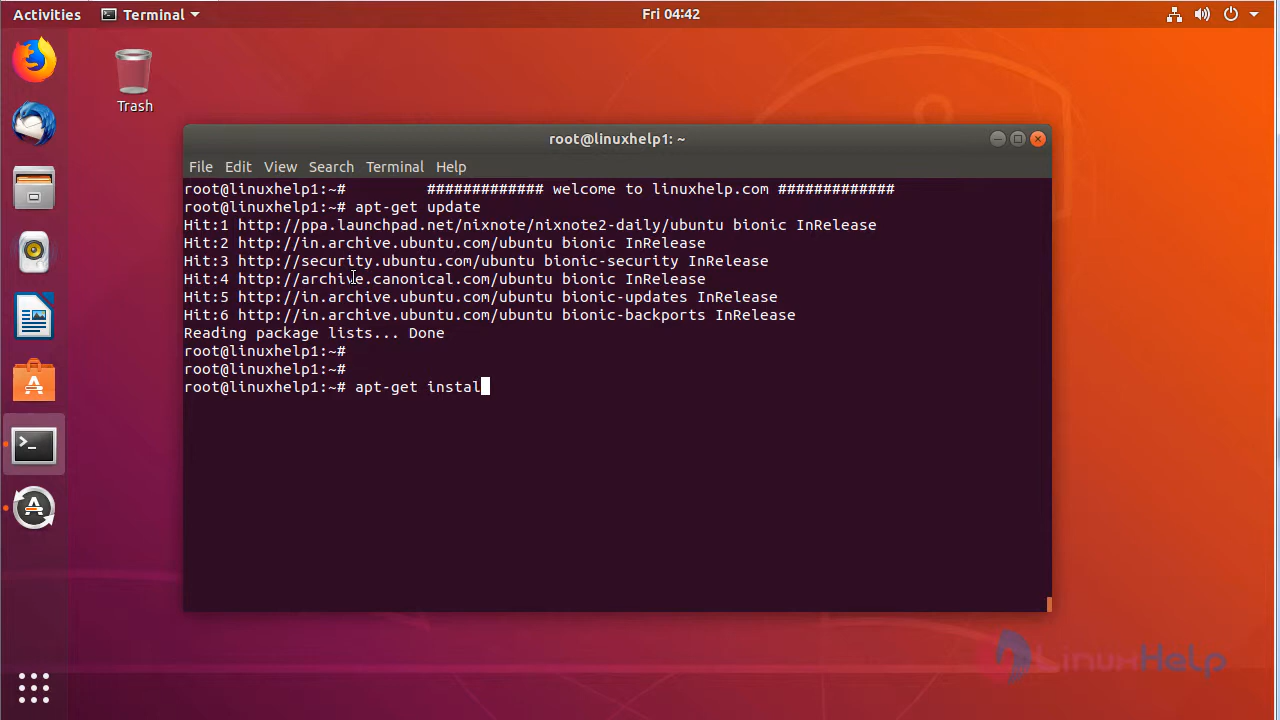 Activities Terminal Fri 04:42
Trash
root@linuxhelp1: ~
File Edit View Search Terminal Help
root@linuxhelp1:~#         ############# welcome to linuxhelp.com #############
root@linuxhelp1:~# apt-get update
Hit:1 http://ppa.launchpad.net/nixnote/nixnote2-daily/ubuntu bionic InRelease
Hit:2 http://in.archive.ubuntu.com/ubuntu bionic InRelease
Hit:3 http://security.ubuntu.com/ubuntu bionic-security InRelease
Hit:4 http://archive.canonical.com/ubuntu bionic InRelease
Hit:5 http://in.archive.ubuntu.com/ubuntu bionic-updates InRelease
Hit:6 http://in.archive.ubuntu.com/ubuntu bionic-backports InRelease
Reading package lists... Done
root@linuxhelp1:~#
root@linuxhelp1:~#
root@linuxhelp1:~# apt-get instal
LinuxHelp